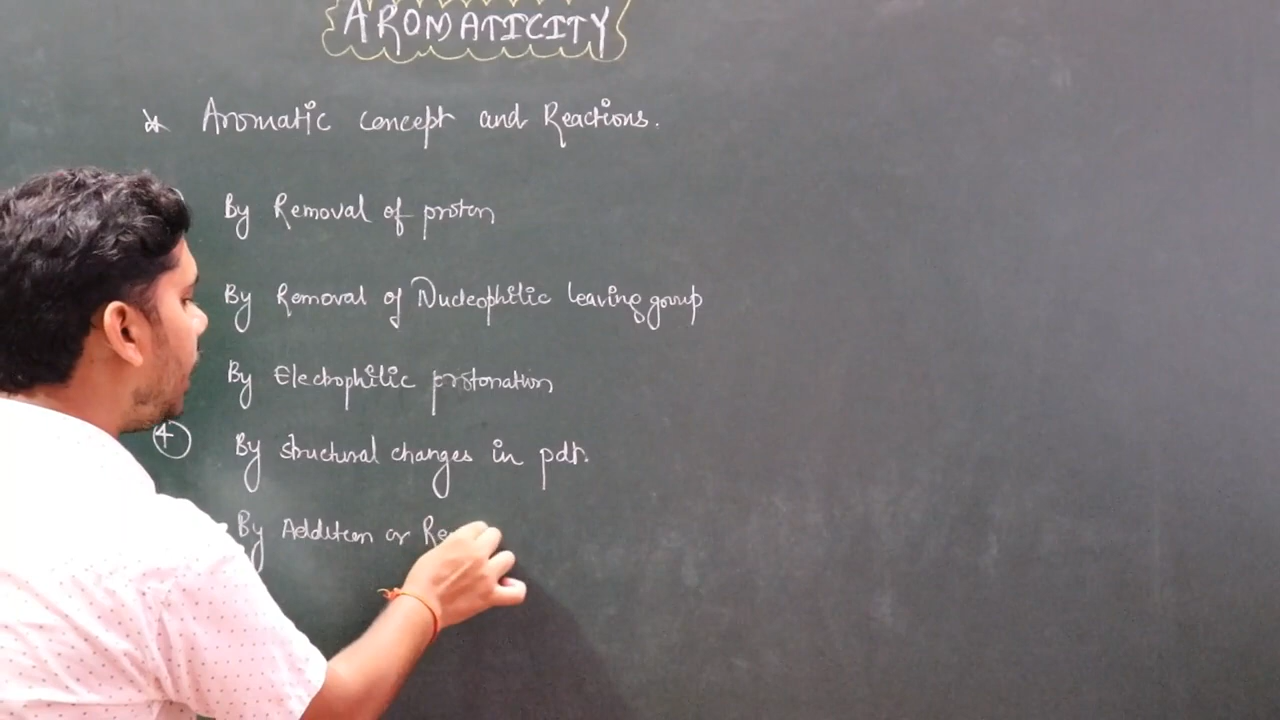 AROMATICITY
* Aromatic concept and Reactions.
By Removal of proton
By Removal of Nucleophilic leaving group
By Electrophilic protonation
4 By structural changes in pdt.
By Addition or Re